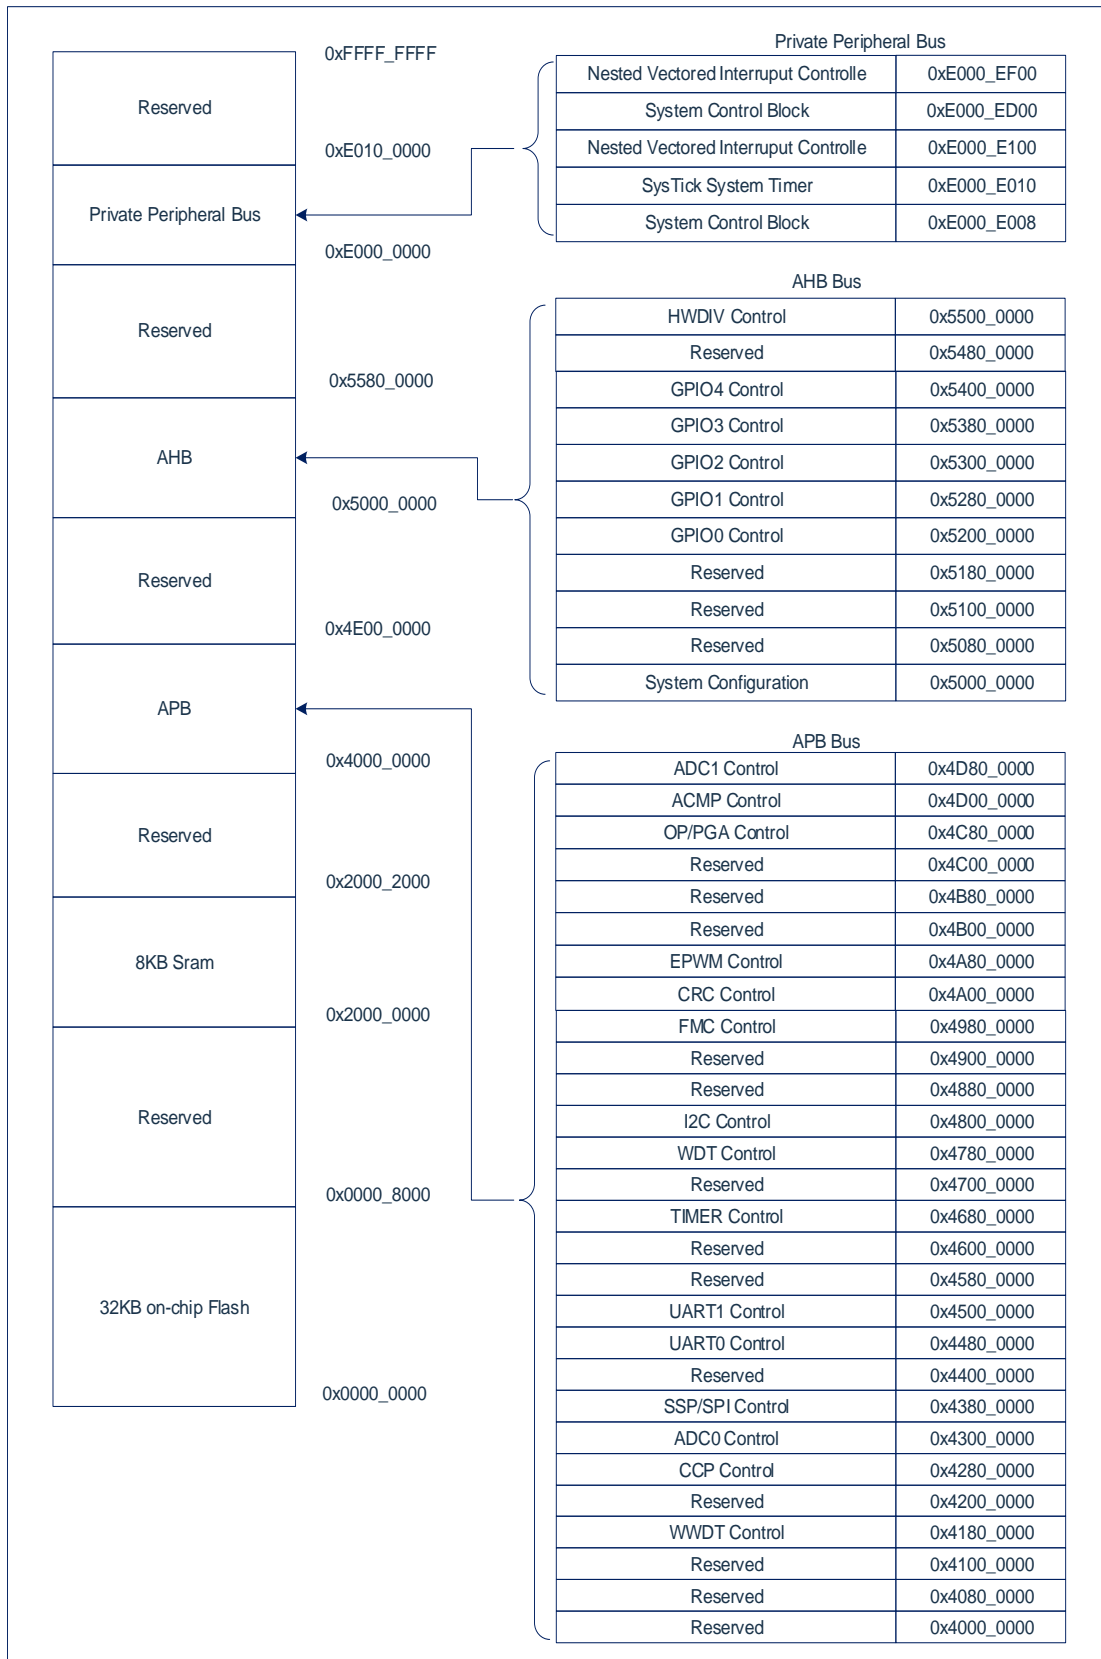 0xFFFF_FFFF
Reserved
0xE010_0000
Private Peripheral Bus
0xE000_0000
Reserved
0x5580_0000
AHB
0x5000_0000
Reserved
0x4E00_0000
APB
0x4000_0000
Reserved
0x2000_2000
8KB Sram
0x2000_0000
Reserved
0x0000_8000
32KB on-chip Flash
0x0000_0000
Private Peripheral Bus
Nested Vectored Interruput Controlle 0xE000_EF00
System Control Block 0xE000_ED00
Nested Vectored Interruput Controlle 0xE000_E100
SysTick System Timer 0xE000_E010
System Control Block 0xE000_E008
AHB Bus
HWDIV Control 0x5500_0000
Reserved 0x5480_0000
GPIO4 Control 0x5400_0000
GPIO3 Control 0x5380_0000
GPIO2 Control 0x5300_0000
GPIO1 Control 0x5280_0000
GPIO0 Control 0x5200_0000
Reserved 0x5180_0000
Reserved 0x5100_0000
Reserved 0x5080_0000
System Configuration 0x5000_0000
APB Bus
ADC1 Control 0x4D80_0000
ACMP Control 0x4D00_0000
OP/PGA Control 0x4C80_0000
Reserved 0x4C00_0000
Reserved 0x4B80_0000
Reserved 0x4B00_0000
EPWM Control 0x4A80_0000
CRC Control 0x4A00_0000
FMC Control 0x4980_0000
Reserved 0x4900_0000
Reserved 0x4880_0000
I2C Control 0x4800_0000
WDT Control 0x4780_0000
Reserved 0x4700_0000
TIMER Control 0x4680_0000
Reserved 0x4600_0000
Reserved 0x4580_0000
UART1 Control 0x4500_0000
UART0 Control 0x4480_0000
Reserved 0x4400_0000
SSP/SPI Control 0x4380_0000
ADC0 Control 0x4300_0000
CCP Control 0x4280_0000
Reserved 0x4200_0000
WWDT Control 0x4180_0000
Reserved 0x4100_0000
Reserved 0x4080_0000
Reserved 0x4000_0000